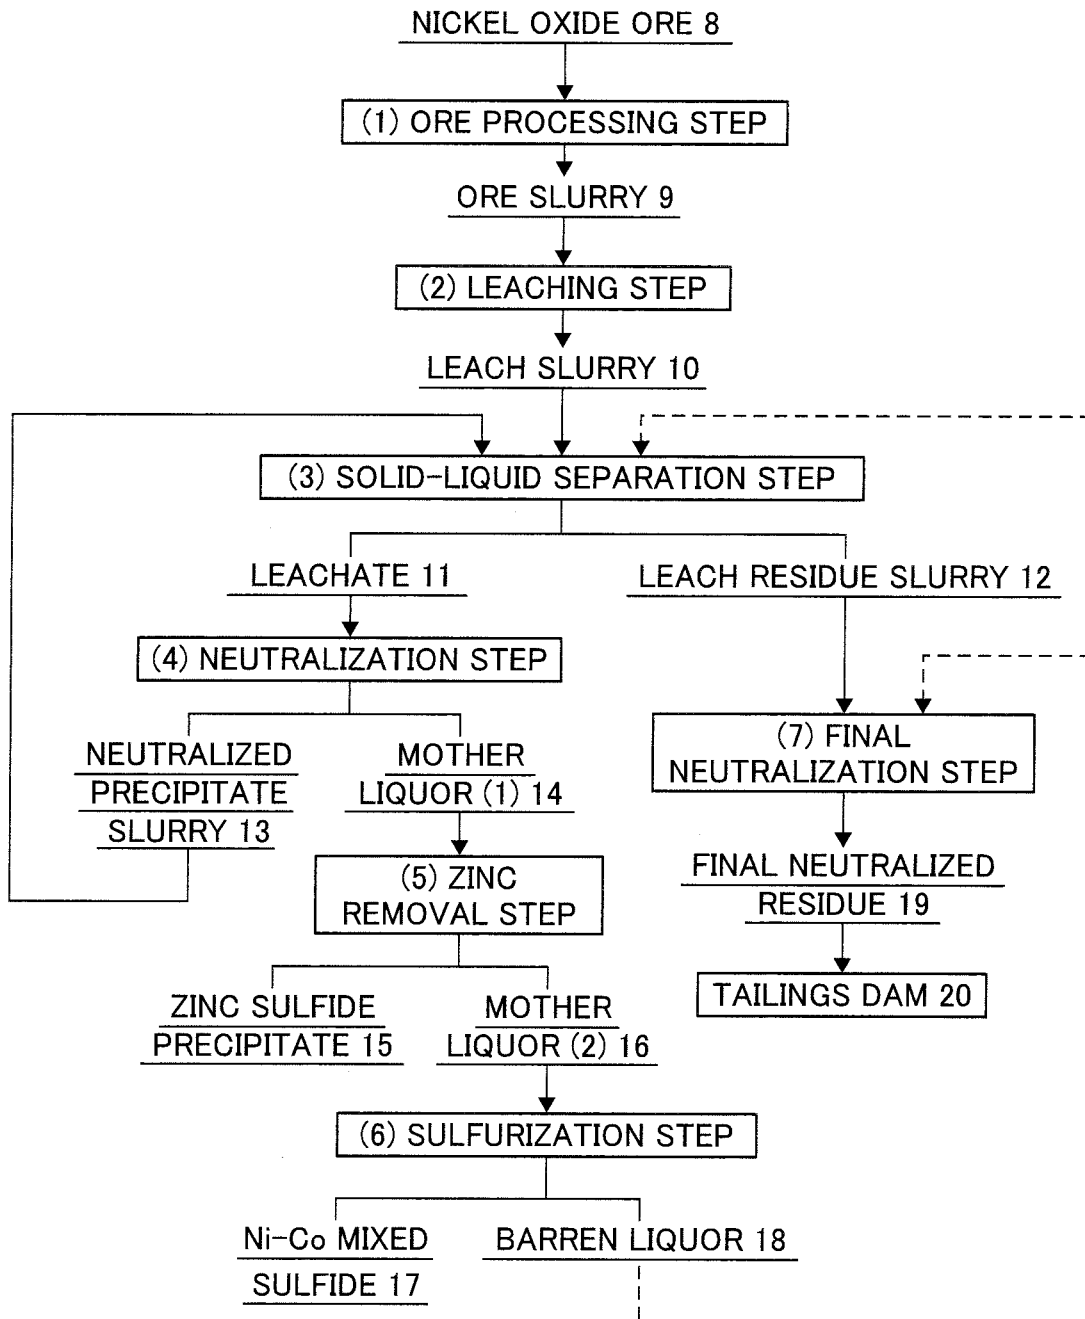 NICKEL OXIDE ORE 8
(1) ORE PROCESSING STEP
ORE SLURRY 9
(2) LEACHING STEP
LEACH SLURRY 10
(3) SOLID-LIQUID SEPARATION STEP
LEACHATE 11
LEACH RESIDUE SLURRY 12
(4) NEUTRALIZATION STEP
NEUTRALIZED
PRECIPITATE
SLURRY 13
MOTHER
LIQUOR (1) 14
(7) FINAL
NEUTRALIZATION STEP
(5) ZINC
REMOVAL STEP
FINAL NEUTRALIZED
RESIDUE 19
ZINC SULFIDE
PRECIPITATE 15
MOTHER
LIQUOR (2) 16
TAILINGS DAM 20
(6) SULFURIZATION STEP
Ni-Co MIXED
SULFIDE 17
BARREN LIQUOR 18